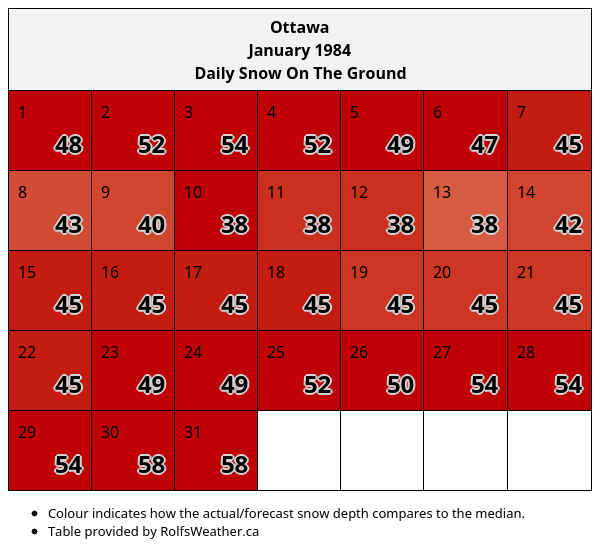 Ottawa
January 1984
Daily Snow On The Ground
1 2 3 4 5 6 7
48 52 54 52 49 47 45
8 9 10 11 12 13 14
43 40 38 38 38 38 42
15 16 17 18 19 20 21
45 45 45 45 45 45 45
22 23 24 25 26 27 28
45 49 49 52 50 54 54
29 30 31
54 58 58
• Colour indicates how the actual/forecast snow depth compares to the median.
• Table provided by RolfsWeather.ca